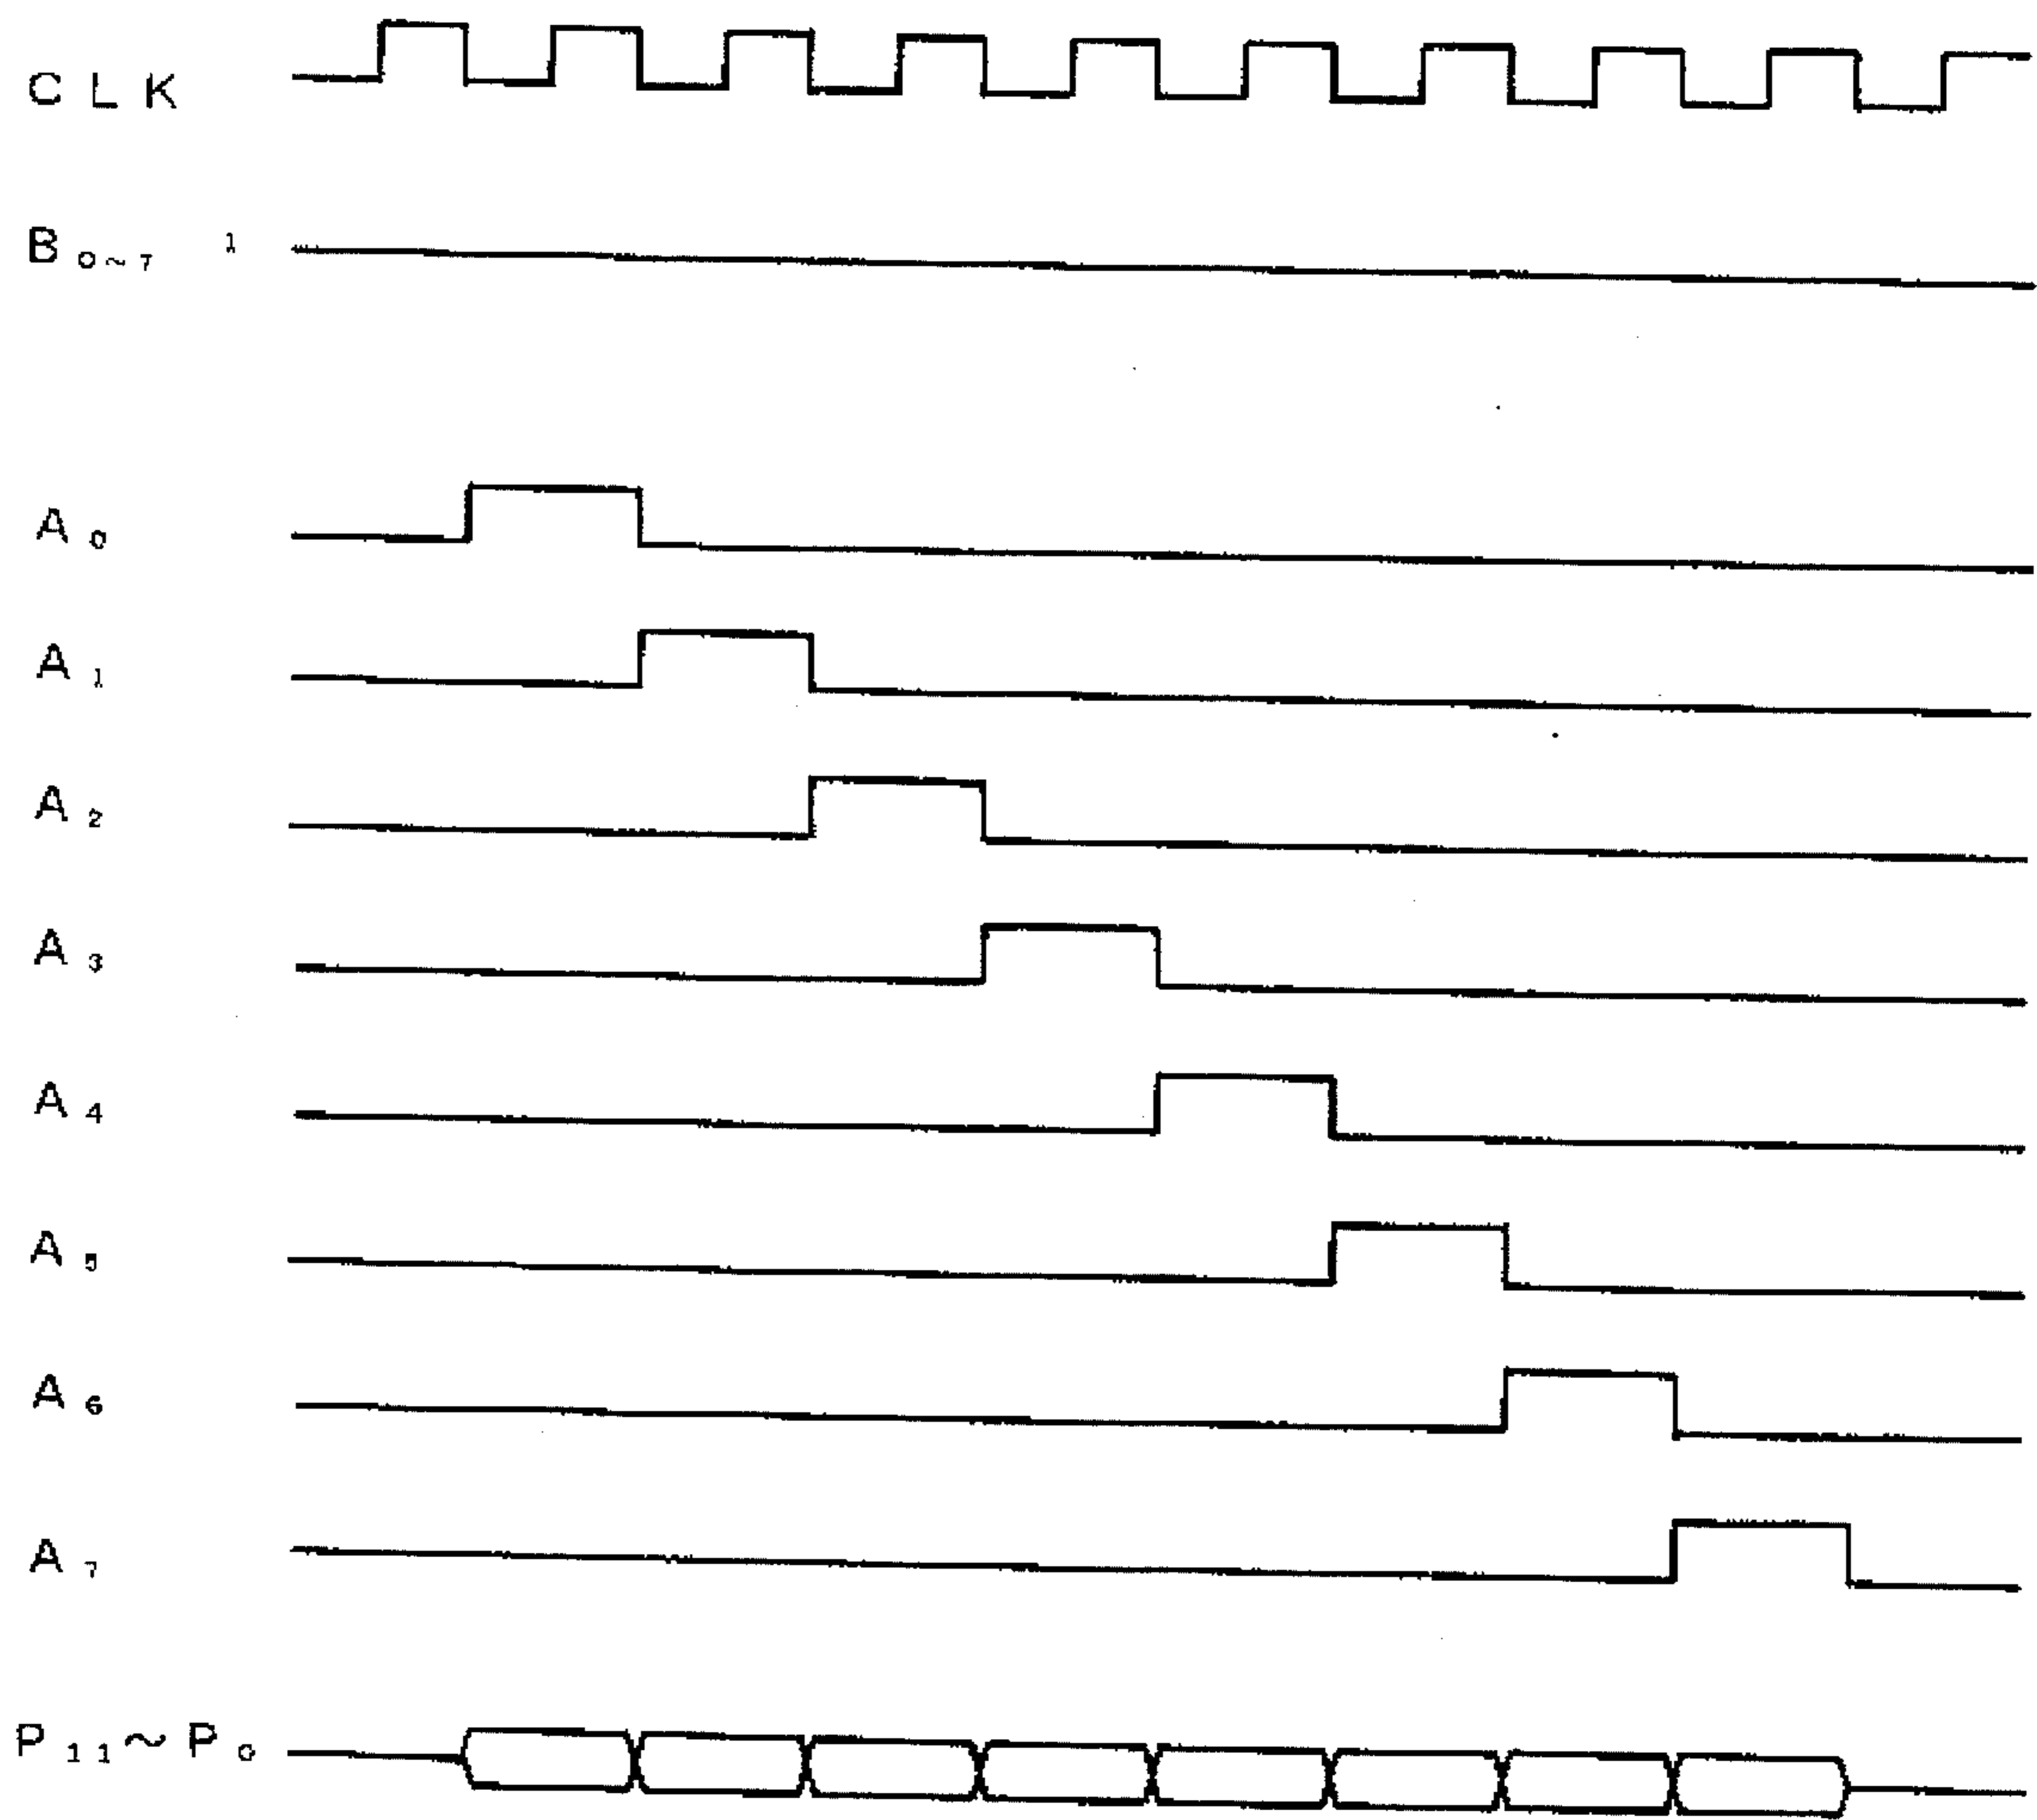 CLK
B₀~₇ 1
A₀
A₁
A₂
A₃
A₄
A₅
A₆
A₇
P₁₁~P₀